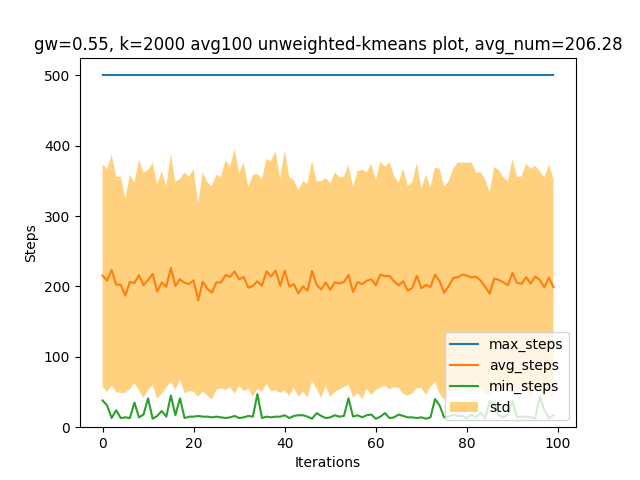 gw=0.55, k=2000 avg100 unweighted-kmeans plot, avg_num=206.28
500
400
300
200
100
0
Steps
max_steps
avg_steps
min_steps
std
0 20 40 60 80 100
Iterations